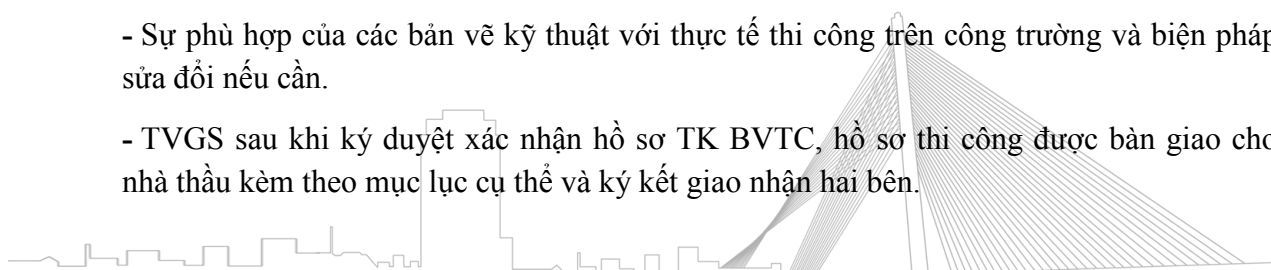 - Sự phù hợp của các bản vẽ kỹ thuật với thực tế thi công trên công trường và biện pháp
sửa đổi nếu cần.
- TVGS sau khi ký duyệt xác nhận hồ sơ TK BVTC, hồ sơ thi công được bàn giao cho
nhà thầu kèm theo mục lục cụ thể và ký kết giao nhận hai bên.